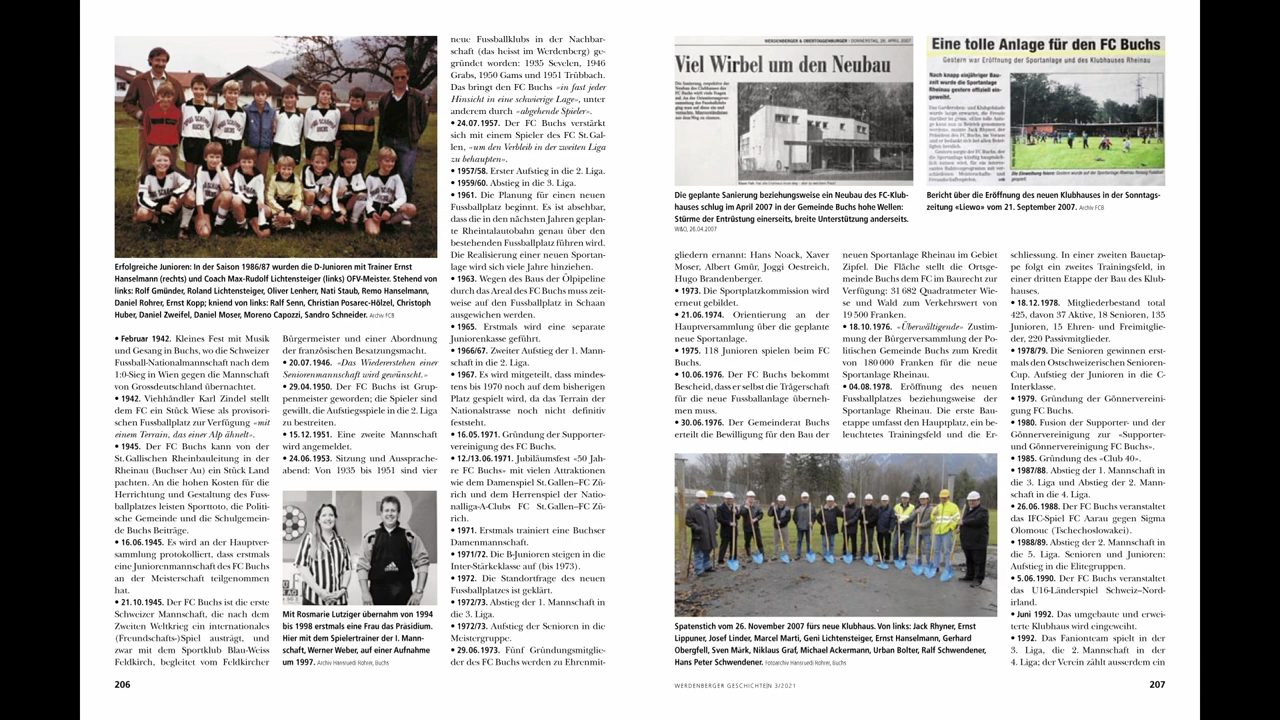 Erfolgreiche Junioren: In der Saison 1986/87 wurden die D-Junioren mit Trainer Ernst
Hanselmann (rechts) und Coach Max-Rudolf Lichtensteiger (links) OFV-Meister. Stehend von
links: Rolf Gmünder, Roland Lichtensteiger, Oliver Lenherr, Nati Staub, Remo Hanselmann,
Daniel Rohrer, Ernst Kopp; kniend von links: Ralf Senn, Christian Posarec-Hölzel, Christoph
Huber, Daniel Zweifel, Daniel Moser, Moreno Capozzi, Sandro Schneider. Archiv FCB
• Februar 1942. Kleines Fest mit Musik
und Gesang in Buchs, wo die Schweizer
Fussball-Nationalmannschaft nach dem
1:0-Sieg in Wien gegen die Mannschaft
von Grossdeutschland übernachtet.
• 1942. Viehhändler Karl Zindel stellt
dem FC ein Stück Wiese als provisori-
schen Fussballplatz zur Verfügung «mit
einem Terrain, das einer Alp ähnelt».
• 1945. Der FC Buchs kann von der
St. Gallischen Rheinbauleitung in der
Rheinau (Buchser Au) ein Stück Land
pachten. An die hohen Kosten für die
Herrichtung und Gestaltung des Fuss-
ballplatzes leisten Sporttoto, die Politi-
sche Gemeinde und die Schulgemein-
de Buchs Beiträge.
• 16.06.1945. Es wird an der Hauptver-
sammlung protokolliert, dass erstmals
eine Juniorenmannschaft des FC Buchs
an der Meisterschaft teilgenommen
hat.
• 21.10.1945. Der FC Buchs ist die erste
Schweizer Mannschaft, die nach dem
Zweiten Weltkrieg ein internationales
(Freundschafts-)Spiel austrägt, und
zwar mit dem Sportklub Blau-Weiss
Feldkirch, begleitet vom Feldkircher
Bürgermeister und einer Abordnung
der französischen Besatzungsmacht.
• 20.07.1946. «Das Wiedererstehen einer
Seniorenmannschaft wird gewünscht.»
• 29.04.1950. Der FC Buchs ist Grup-
penmeister geworden; die Spieler sind
gewillt, die Aufstiegsspiele in die 2. Liga
zu bestreiten.
• 15.12.1951. Eine zweite Mannschaft
wird angemeldet.
• 24.06.1953. Sitzung und Aussprache-
abend: Von 1935 bis 1951 sind vier
Mit Rosmarie Lutziger übernahm von 1994
bis 1998 erstmals eine Frau das Präsidium.
Hier mit dem Spielertrainer der I. Mann-
schaft, Werner Weber, auf einer Aufnahme
um 1997. Archiv Hansruedi Rohrer, Buchs
neue Fussballklubs in der Nachbar-
schaft (das heisst im Werdenberg) ge-
gründet worden: 1935 Sevelen, 1946
Grabs, 1950 Gams und 1951 Trübbach.
Das bringt den FC Buchs «in fast jeder
Hinsicht in eine schwierige Lage», unter
anderem durch «abgehende Spieler».
• 24.07.1957. Der FC Buchs verstärkt
sich mit einem Spieler des FC St. Gal-
len, «um den Verbleib in der zweiten Liga
zu behaupten».
• 1957/58. Erster Aufstieg in die 2. Liga.
• 1959/60. Abstieg in die 3. Liga.
• 1961. Die Planung für einen neuen
Fussballplatz beginnt. Es ist absehbar,
dass die in den nächsten Jahren geplan-
te Rheintalautobahn genau über den
bestehenden Fussballplatz führen wird.
Die Realisierung einer neuen Sportan-
lage wird sich viele Jahre hinziehen.
• 1963. Wegen des Baus der Ölpipeline
durch das Areal des FC Buchs muss zeit-
weise auf den Fussballplatz in Schaan
ausgewichen werden.
• 1965. Erstmals wird eine separate
Juniorenkasse geführt.
• 1966/67. Zweiter Aufstieg der 1. Mann-
schaft in die 2. Liga.
• 1967. Es wird mitgeteilt, dass mindes-
tens bis 1970 noch auf dem bisherigen
Platz gespielt wird, da das Terrain der
Nationalstrasse noch nicht definitiv
feststeht.
• 16.05.1971. Gründung der Supporter-
vereinigung des FC Buchs.
• 12./13.06.1971. Jubiläumsfest «50 Jah-
re FC Buchs» mit vielen Attraktionen
wie dem Damenspiel St. Gallen–FC Zü-
rich und dem Herrenspiel der Natio-
nalliga-A-Clubs FC St. Gallen–FC Zü-
rich.
• 1971. Erstmals trainiert eine Buchser
Damenmannschaft.
• 1971/72. Die B-Junioren steigen in die
Inter-Stärkeklasse auf (bis 1973).
• 1972. Die Standortfrage des neuen
Fussballplatzes ist geklärt.
• 1972/73. Abstieg der 1. Mannschaft in
die 3. Liga.
• 1972/73. Aufstieg der Senioren in die
Meistergruppe.
• 29.06.1973. Fünf Gründungsmitglie-
der des FC Buchs werden zu Ehrenmit-
206
WERDENBERGER & OBERTOGGENBURGER • DONNERSTAG, 26. APRIL 2007
Viel Wirbel um den Neubau
Die geplante Sanierung beziehungsweise ein Neubau des FC-Klub-
hauses schlug im April 2007 in der Gemeinde Buchs hohe Wellen:
Stürme der Entrüstung einerseits, breite Unterstützung anderseits.
W&O, 26.04.2007
Eine tolle Anlage für den FC Buchs
Gestern war Eröffnung der Sportanlage und des Klubhauses Rheinau
Nach knapp einjähriger Bau-
zeit wurde die Sportanlage
Rheinau gestern offiziell ein-
geweiht.
Bericht über die Eröffnung des neuen Klubhauses in der Sonntags-
zeitung «Liewo» vom 21. September 2007. Archiv FCB
gliedern ernannt: Hans Noack, Xaver
Moser, Albert Gmür, Joggi Oestreich,
Hugo Brandenberger.
• 1973. Die Sportplatzkommission wird
erneut gebildet.
• 21.06.1974. Orientierung an der
Hauptversammlung über die geplante
neue Sportanlage.
• 1975. 118 Junioren spielen beim FC
Buchs.
• 10.06.1976. Der FC Buchs bekommt
Bescheid, dass er selbst die Trägerschaft
für die neue Fussballanlage überneh-
men muss.
• 30.06.1976. Der Gemeinderat Buchs
erteilt die Bewilligung für den Bau der
neuen Sportanlage Rheinau im Gebiet
Zipfel. Die Fläche stellt die Ortsge-
meinde Buchs dem FC im Baurecht zur
Verfügung: 31 682 Quadratmeter Wie-
se und Wald zum Verkehrswert von
19 500 Franken.
• 18.10.1976. «Überwältigende» Zustim-
mung der Bürgerversammlung der Po-
litischen Gemeinde Buchs zum Kredit
von 180 000 Franken für die neue
Sportanlage Rheinau.
• 04.08.1978. Eröffnung des neuen
Fussballplatzes beziehungsweise der
Sportanlage Rheinau. Die erste Bau-
etappe umfasst den Hauptplatz, ein be-
leuchtetes Trainingsfeld und die Er-
schliessung. In einer zweiten Bauetap-
pe folgt ein zweites Trainingsfeld, in
einer dritten Etappe der Bau des Klub-
hauses.
• 18.12.1978. Mitgliederbestand total
425, davon 37 Aktive, 18 Senioren, 135
Junioren, 15 Ehren- und Freimitglie-
der, 220 Passivmitglieder.
• 1978/79. Die Senioren gewinnen erst-
mals den Ostschweizerischen Senioren-
Cup. Aufstieg der Junioren in die C-
Interklasse.
• 1979. Gründung der Gönnervereini-
gung FC Buchs.
• 1980. Fusion der Supporter- und der
Gönnervereinigung zur «Supporter-
und Gönnervereinigung FC Buchs».
• 1985. Gründung des «Club 40».
• 1987/88. Abstieg der 1. Mannschaft in
die 3. Liga und Abstieg der 2. Mann-
schaft in die 4. Liga.
• 26.06.1988. Der FC Buchs veranstaltet
das IFC-Spiel FC Aarau gegen Sigma
Olomouc (Tschechoslowakei).
• 1988/89. Abstieg der 2. Mannschaft in
die 5. Liga. Senioren und Junioren:
Aufstieg in die Elitegruppen.
• 5.06.1990. Der FC Buchs veranstaltet
das U16-Länderspiel Schweiz–Nord-
irland.
• Juni 1992. Das umgebaute und erwei-
terte Klubhaus wird eingeweiht.
• 1992. Das Fanionteam spielt in der
3. Liga, die 2. Mannschaft in der
4. Liga; der Verein zählt ausserdem ein
Spatenstich vom 26. November 2007 fürs neue Klubhaus. Von links: Jack Rhyner, Ernst
Lippuner, Josef Linder, Marcel Marti, Geni Lichtensteiger, Ernst Hanselmann, Gerhard
Obergfell, Sven Märk, Niklaus Graf, Michael Ackermann, Urban Bolter, Ralf Schwendener,
Hans Peter Schwendener. Fotoarchiv Hansruedi Rohrer, Buchs
WERDENBERGER GESCHICHTE|N 3/2021
207